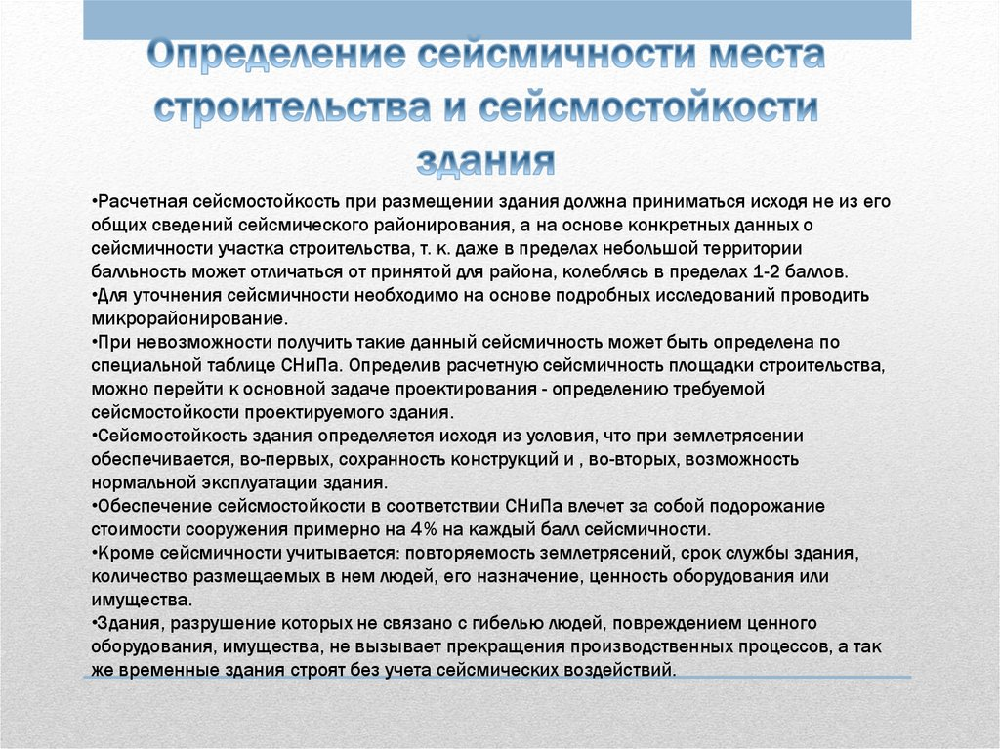 Определение сейсмичности места
строительства и сейсмостойкости
здания
•Расчетная сейсмостойкость при размещении здания должна приниматься исходя не из его
общих сведений сейсмического районирования, а на основе конкретных данных о
сейсмичности участка строительства, т. к. даже в пределах небольшой территории
балльность может отличаться от принятой для района, колеблясь в пределах 1-2 баллов.
•Для уточнения сейсмичности необходимо на основе подробных исследований проводить
микрорайонирование.
•При невозможности получить такие данный сейсмичность может быть определена по
специальной таблице СНиПа. Определив расчетную сейсмичность площадки строительства,
можно перейти к основной задаче проектирования - определению требуемой
сейсмостойкости проектируемого здания.
•Сейсмостойкость здания определяется исходя из условия, что при землетрясении
обеспечивается, во-первых, сохранность конструкций и , во-вторых, возможность
нормальной эксплуатации здания.
•Обеспечение сейсмостойкости в соответствии СНиПа влечет за собой подорожание
стоимости сооружения примерно на 4% на каждый балл сейсмичности.
•Кроме сейсмичности учитывается: повторяемость землетрясений, срок службы здания,
количество размещаемых в нем людей, его назначение, ценность оборудования или
имущества.
•Здания, разрушение которых не связано с гибелью людей, повреждением ценного
оборудования, имущества, не вызывает прекращения производственных процессов, а так
же временные здания строят без учета сейсмических воздействий.